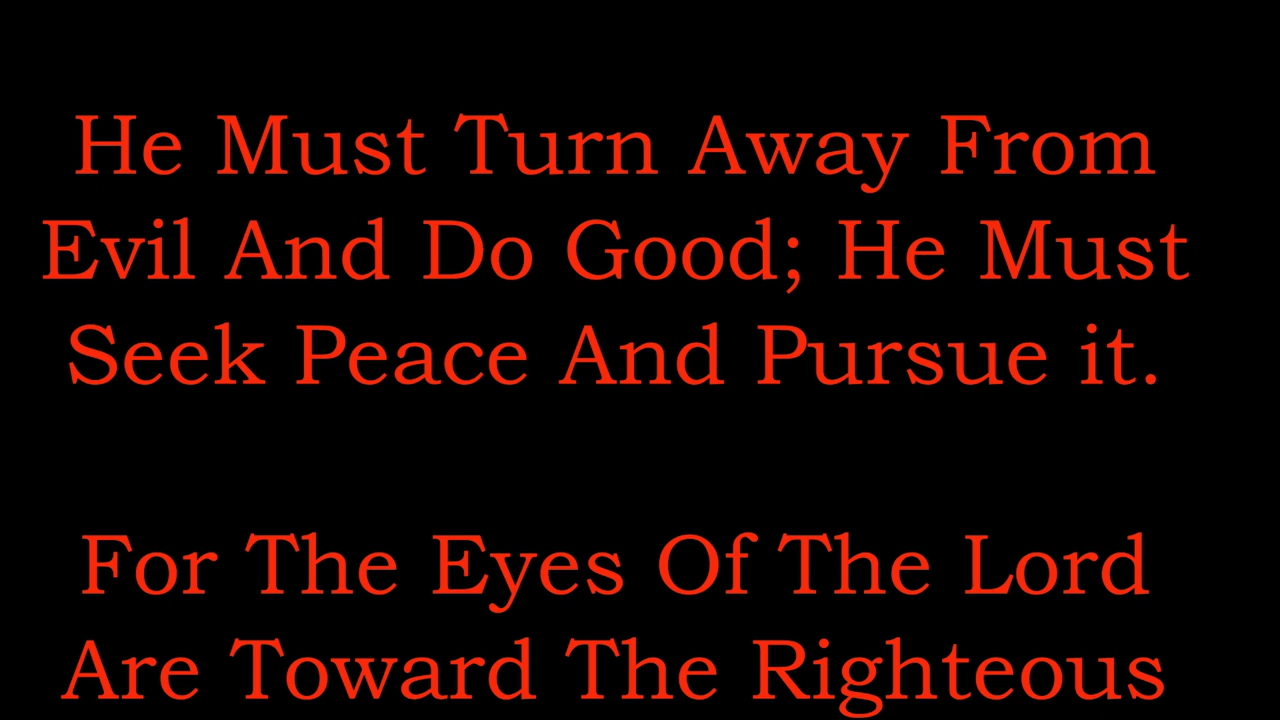 He Must Turn Away From
Evil And Do Good; He Must
Seek Peace And Pursue it.
For The Eyes Of The Lord
Are Toward The Righteous